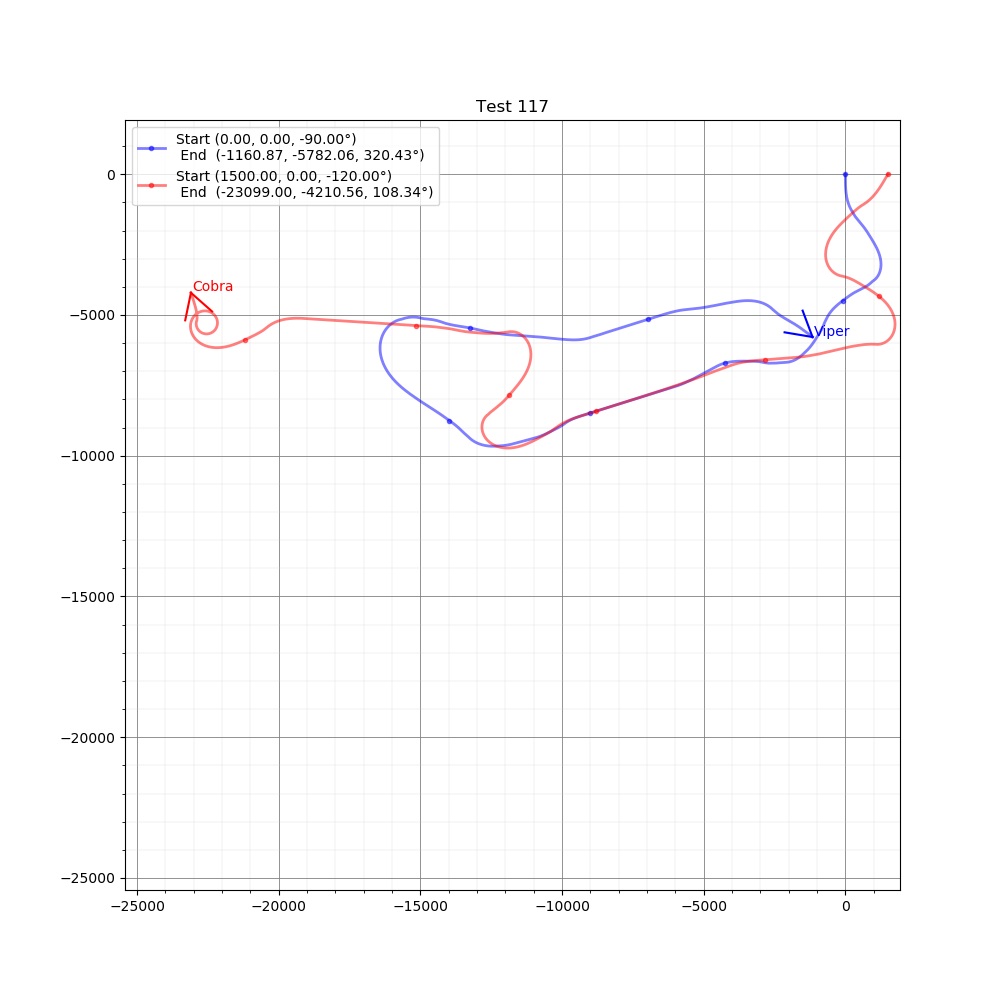 Test 117
Start (0.00, 0.00, -90.00°)
End  (-1160.87, -5782.06, 320.43°)
Start (1500.00, 0.00, -120.00°)
End  (-23099.00, -4210.56, 108.34°)
0
Cobra
−5000
Viper
−10000
−15000
−20000
−25000
−25000 −20000 −15000 −10000 −5000 0